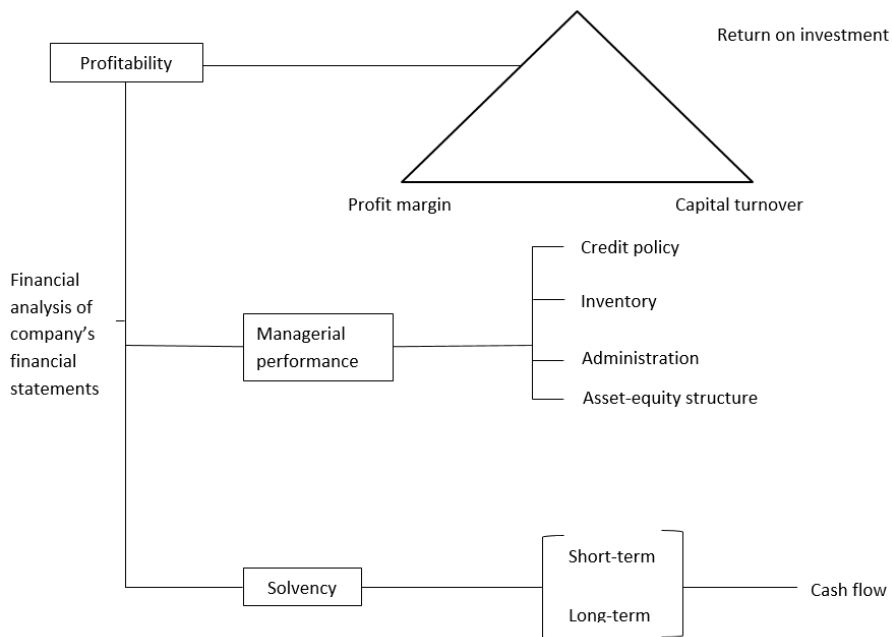 Return on investment
Profitability
Profit margin
Capital turnover
Credit policy
Financial
analysis of
company’s
financial
statements
Inventory
Managerial
performance
Administration
Asset-equity structure
Short-term
Solvency
Cash flow
Long-term